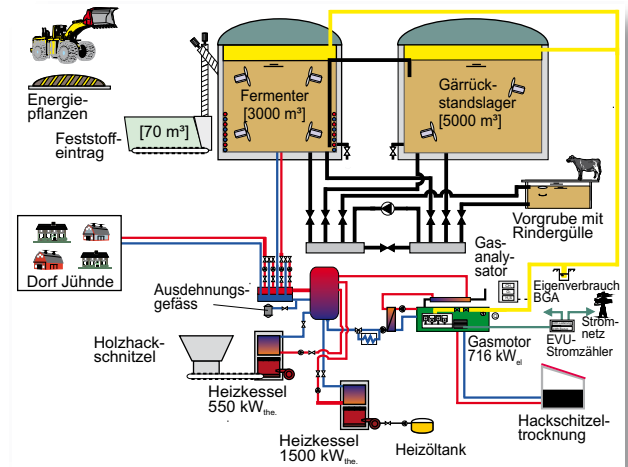 Energie-
pflanzen
Feststoff-
eintrag
[70 m³]
Fermenter
[3000 m³]
Gärrück-
standslager
[5000 m³]
Vorgrube mit
Rindergülle
Dorf Jühnde
Gas-
analy-
sator
Ausdehnungs-
gefäss
Eigenverbrauch
BGA
Strom-
netz
EVU-
Stromzähler
Gasmotor
716 kWel
Holzhack-
schnitzel
Heizkessel
550 kWthe.
Heizkessel
1500 kWthe.
Heizöltank
Hackschitzel-
trocknung